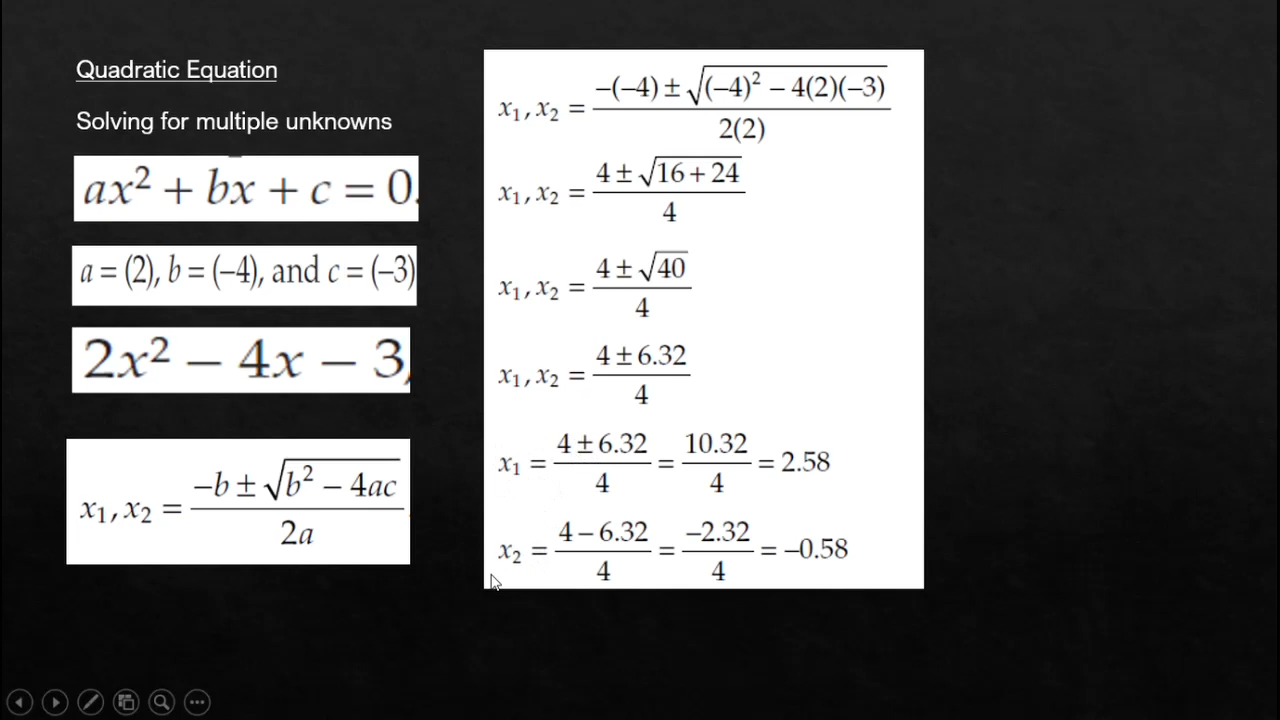 Quadratic Equation
Solving for multiple unknowns
ax² + bx + c = 0.
a = (2), b = (−4), and c = (−3)
2x² − 4x − 3,
x₁, x₂ = (−b ± √(b² − 4ac)) / 2a
x₁, x₂ = (−(−4) ± √((−4)² − 4(2)(−3))) / 2(2)
x₁, x₂ = (4 ± √(16 + 24)) / 4
x₁, x₂ = (4 ± √40) / 4
x₁, x₂ = (4 ± 6.32) / 4
x₁ = (4 ± 6.32) / 4 = 10.32 / 4 = 2.58
x₂ = (4 − 6.32) / 4 = −2.32 / 4 = −0.58